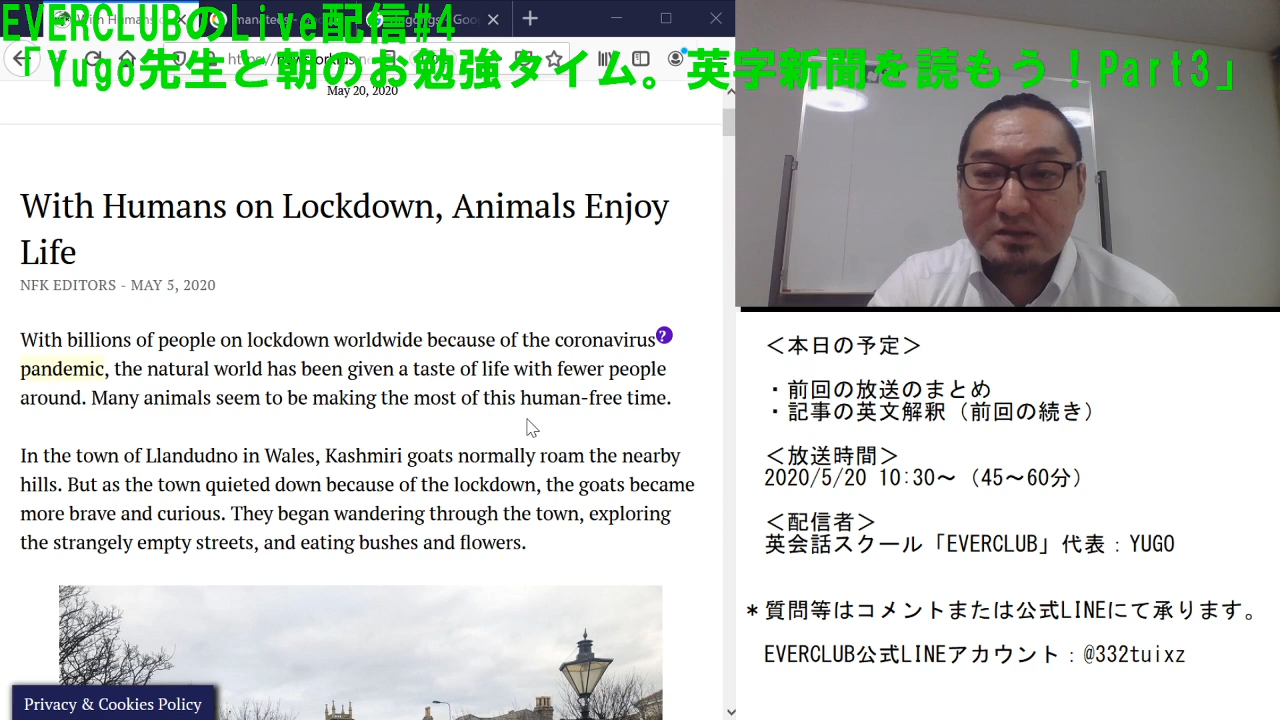 EVERCLUBのLive配信#4
「Yugo先生と朝のお勉強タイム。英字新聞を読もう！Part3」
May 20, 2020
With Humans on Lockdown, Animals Enjoy
Life
NFK EDITORS - MAY 5, 2020
With billions of people on lockdown worldwide because of the coronavirus?
pandemic, the natural world has been given a taste of life with fewer people
around. Many animals seem to be making the most of this human-free time.
In the town of Llandudno in Wales, Kashmiri goats normally roam the nearby
hills. But as the town quieted down because of the lockdown, the goats became
more brave and curious. They began wandering through the town, exploring
the strangely empty streets, and eating bushes and flowers.
Privacy & Cookies Policy
＜本日の予定＞
・前回の放送のまとめ
・記事の英文解釈（前回の続き）
＜放送時間＞
2020/5/20 10:30～（45～60分）
＜配信者＞
英会話スクール「EVERCLUB」代表：YUGO
＊質問等はコメントまたは公式LINEにて承ります。
EVERCLUB公式LINEアカウント：@332tuixz